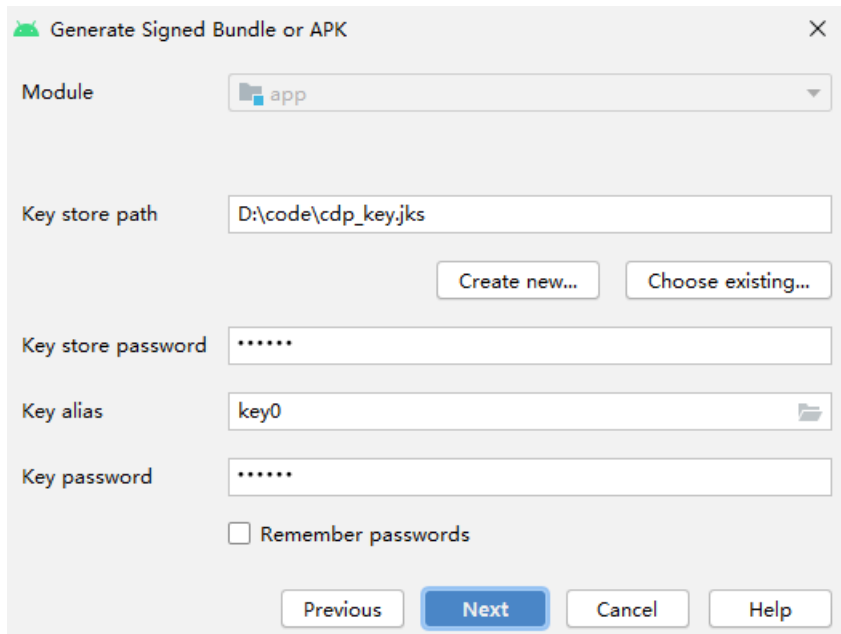 Generate Signed Bundle or APK
Module
app
Key store path
D:\code\cdp_key.jks
Create new...
Choose existing...
Key store password
••••••
Key alias
key0
Key password
••••••
Remember passwords
Previous
Next
Cancel
Help